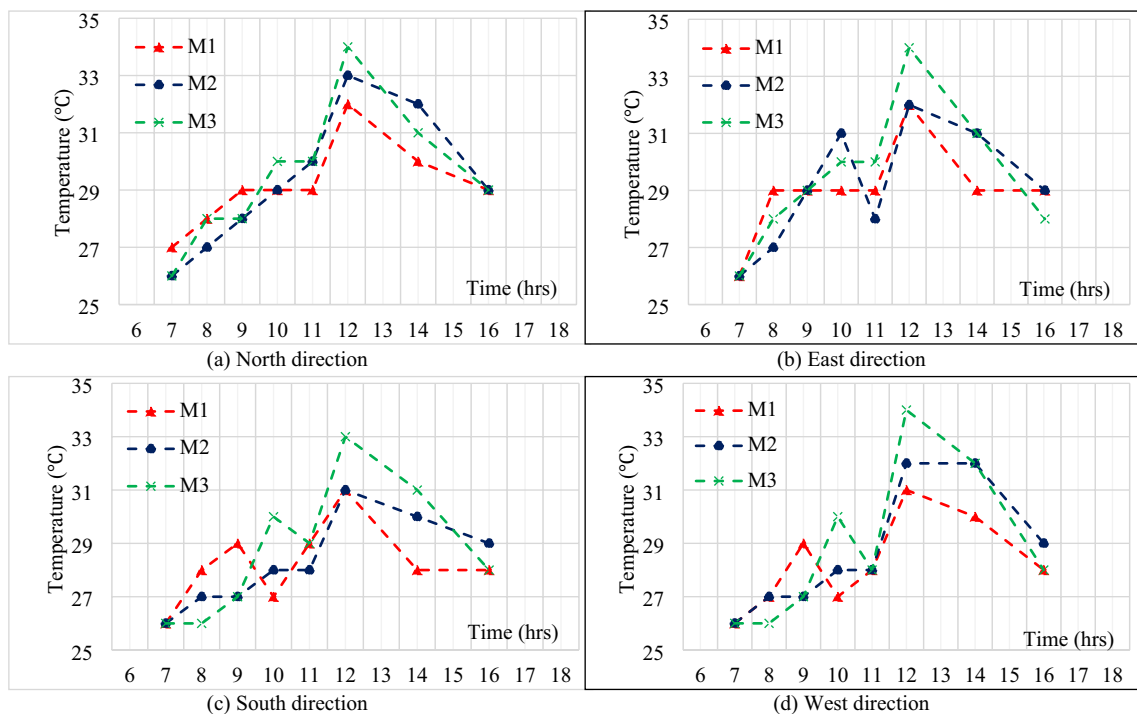 35
33
31
29
27
25
Temperature (°C)
M1
M2
M3
Time (hrs)
6 7 8 9 10 11 12 13 14 15 16 17 18
(a) North direction
35
33
31
29
27
25
Temperature (°C)
M1
M2
M3
Time (hrs)
6 7 8 9 10 11 12 13 14 15 16 17 18
(b) East direction
35
33
31
29
27
25
Temperature (°C)
M1
M2
M3
Time (hrs)
6 7 8 9 10 11 12 13 14 15 16 17 18
(c) South direction
35
33
31
29
27
25
Temperature (°C)
M1
M2
M3
Time (hrs)
6 7 8 9 10 11 12 13 14 15 16 17 18
(d) West direction